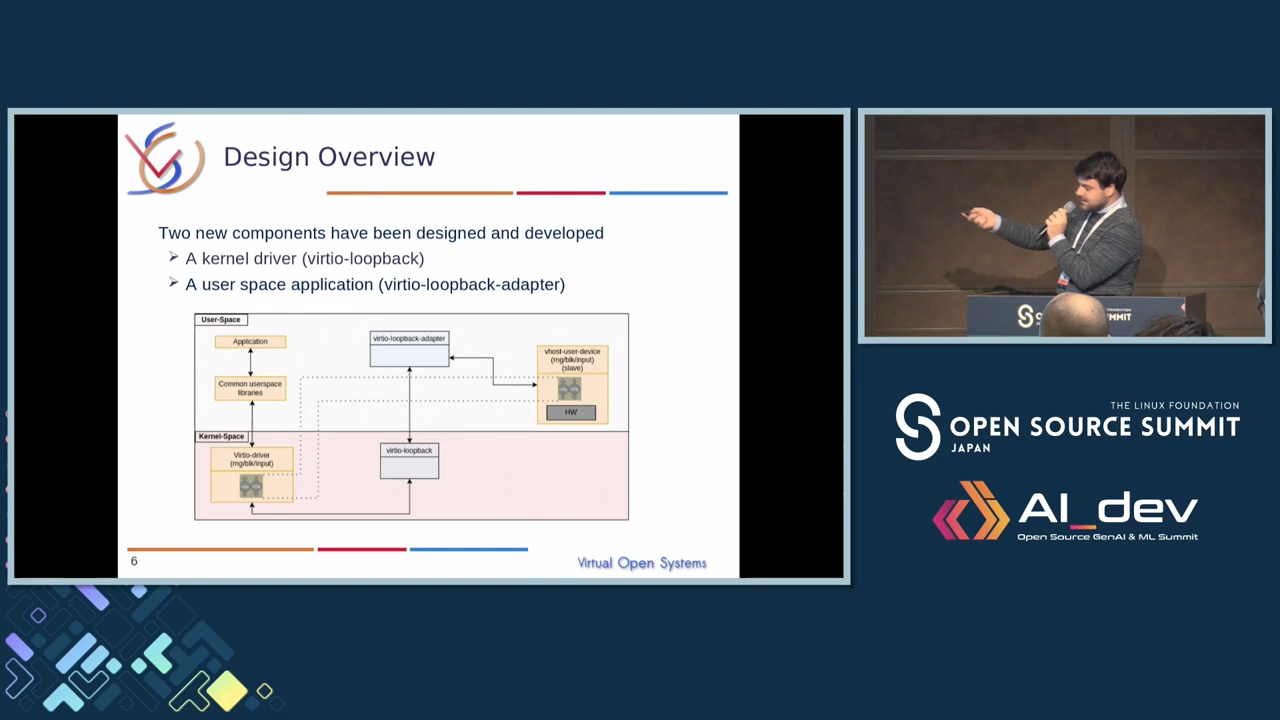 Design Overview
Two new components have been designed and developed
A kernel driver (virtio-loopback)
A user space application (virtio-loopback-adapter)
User-Space
Application
Common userspace
libraries
virtio-loopback-adapter
vhost-user-device
(rng/blk/input)
(slave)
HW
Kernel-Space
Virtio-driver
(rng/blk/input)
virtio-loopback
6
Virtual Open Systems
THE LINUX FOUNDATION
OPEN SOURCE SUMMIT
JAPAN
AI_dev
Open Source GenAI & ML Summit